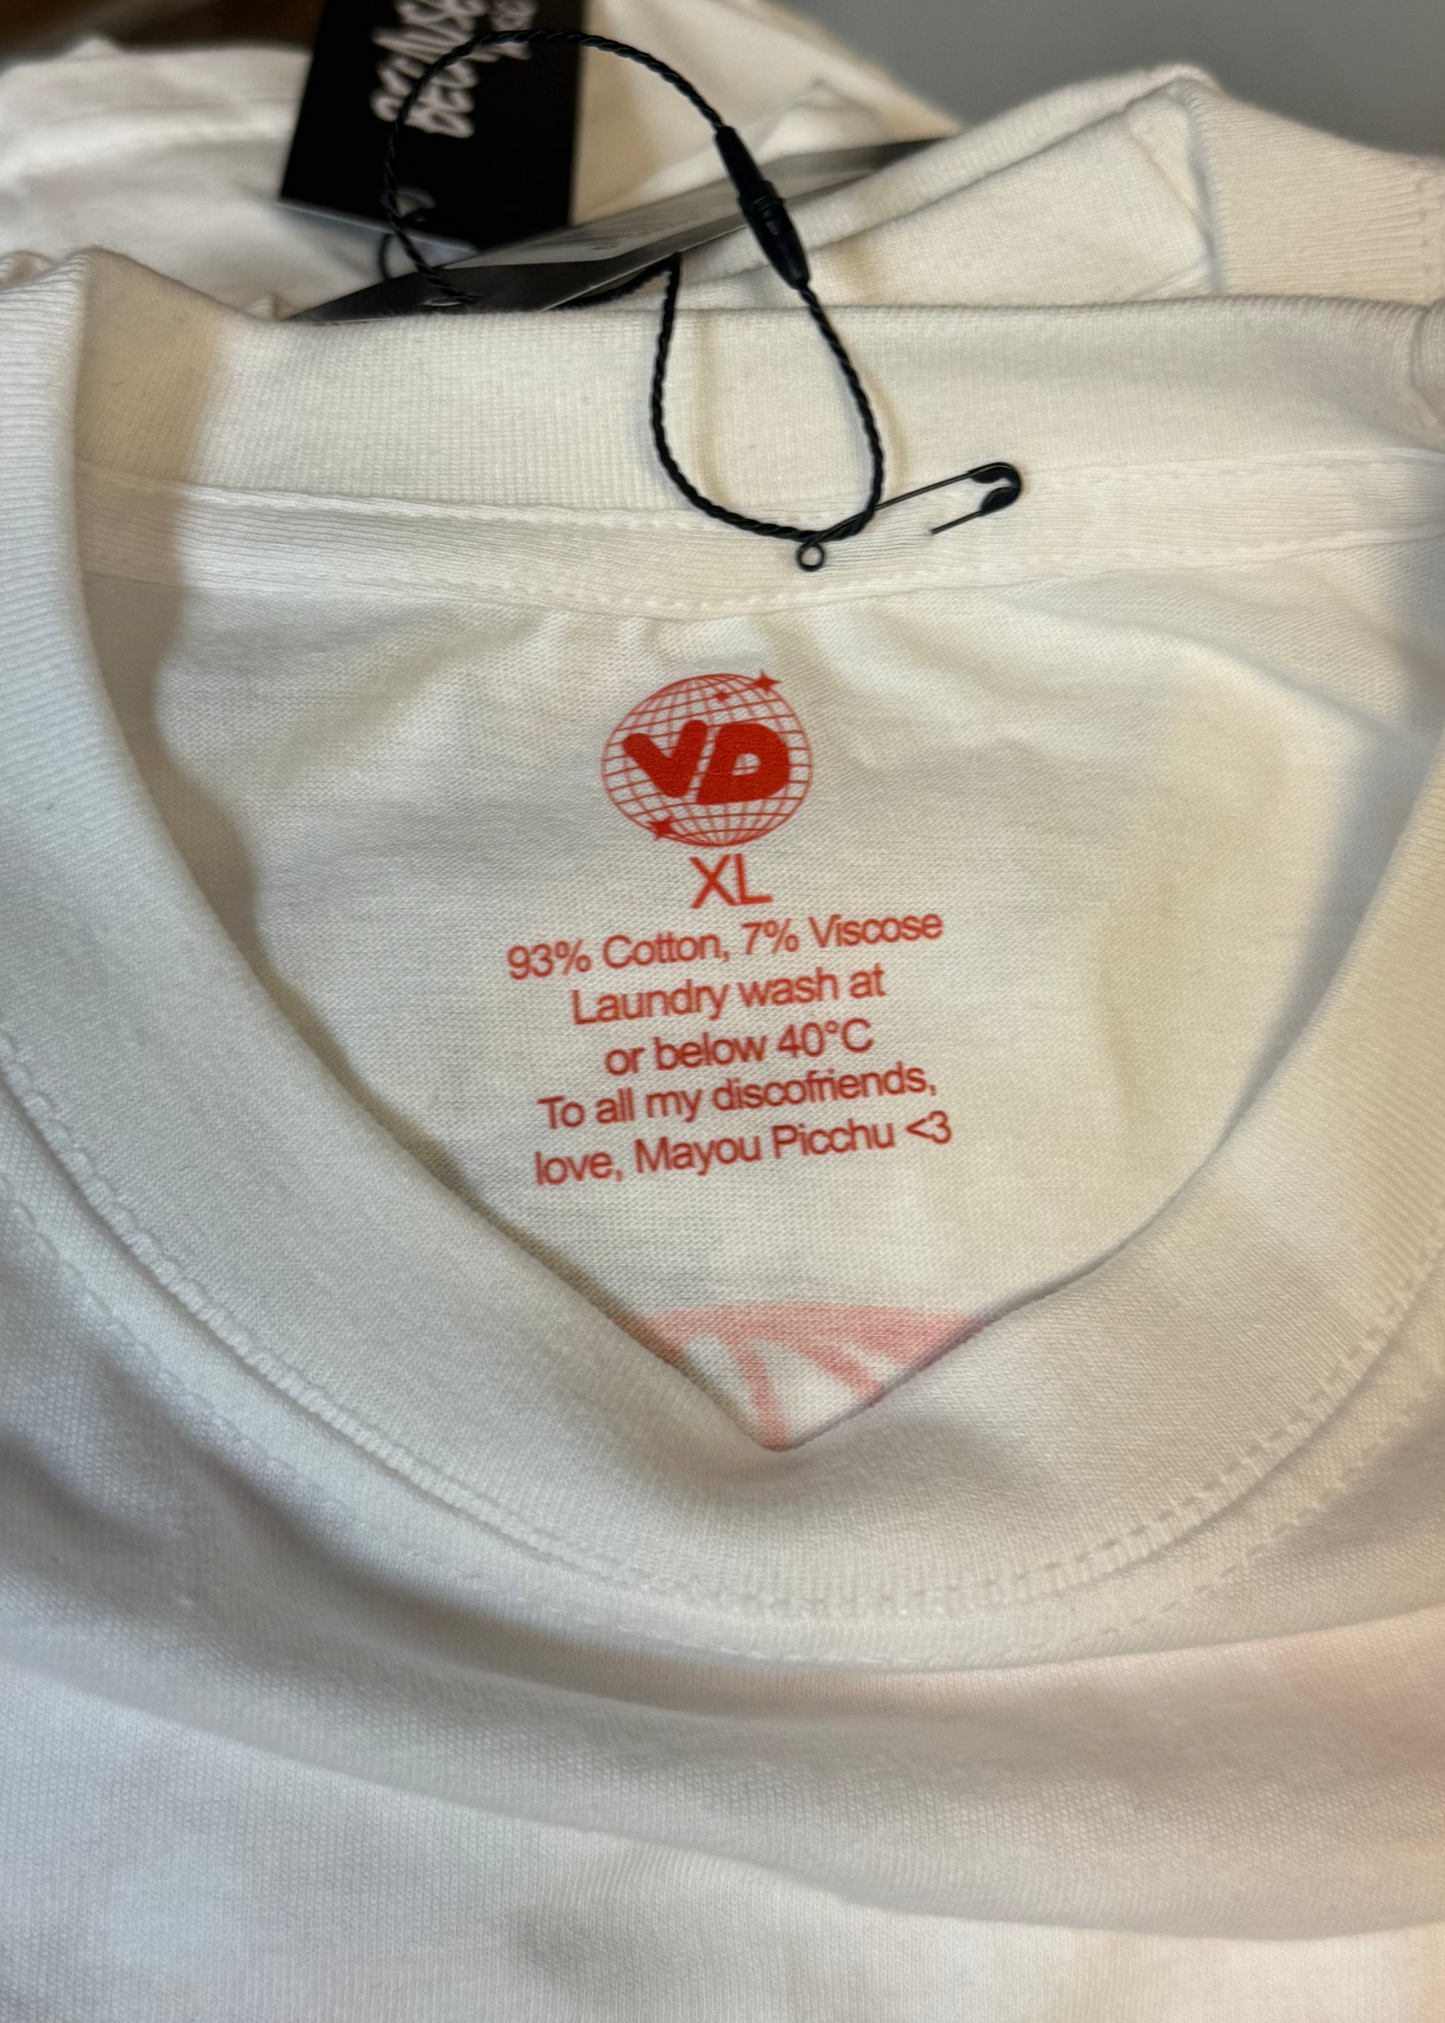 VD
XL
93% Cotton, 7% Viscose
Laundry wash at
or below 40°C
To all my discofriends,
love, Mayou Picchu <3